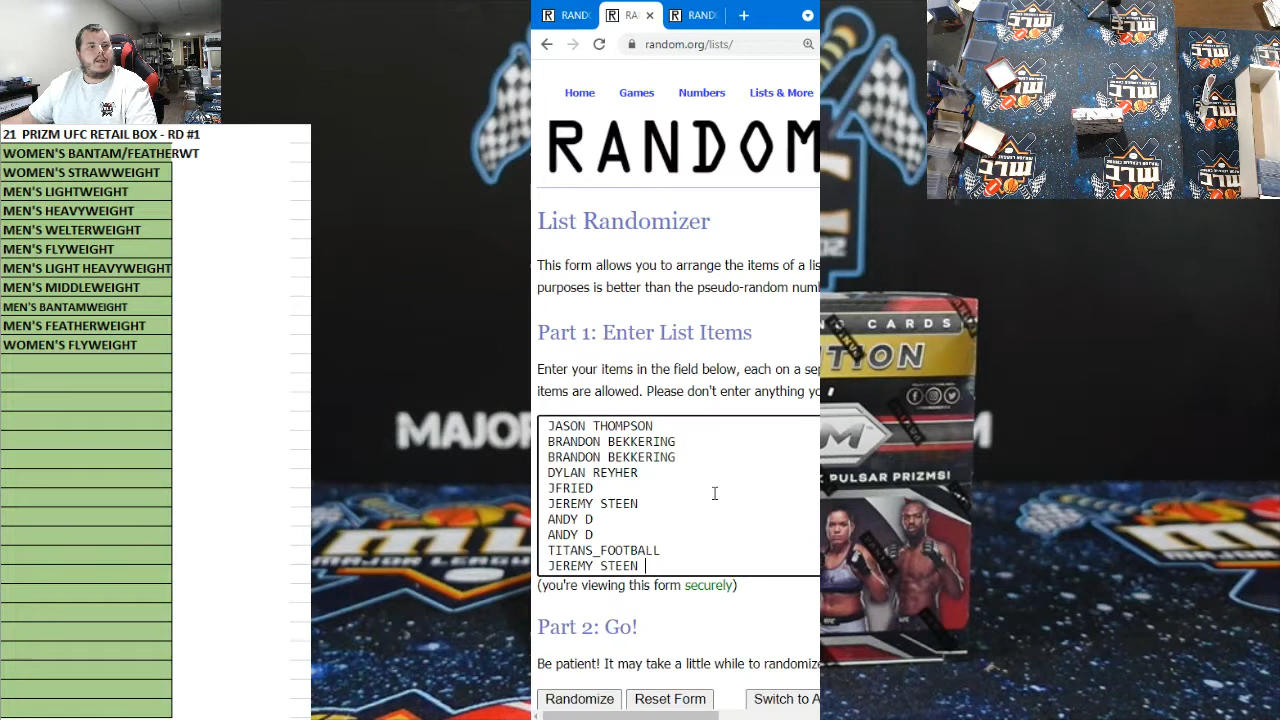 21 PRIZM UFC RETAIL BOX - RD #1
WOMEN'S BANTAM/FEATHERWT
WOMEN'S STRAWWEIGHT
MEN'S LIGHTWEIGHT
MEN'S HEAVYWEIGHT
MEN'S WELTERWEIGHT
MEN'S FLYWEIGHT
MEN'S LIGHT HEAVYWEIGHT
MEN'S MIDDLEWEIGHT
MEN'S BANTAMWEIGHT
MEN'S FEATHERWEIGHT
WOMEN'S FLYWEIGHT
RAND
RA
RAND
random.org/lists/
Home Games Numbers Lists & More
RANDOM
List Randomizer
This form allows you to arrange the items of a lis
purposes is better than the pseudo-random num
Part 1: Enter List Items
Enter your items in the field below, each on a sep
items are allowed. Please don't enter anything yo
JASON THOMPSON
BRANDON BEKKERING
BRANDON BEKKERING
DYLAN REYHER
JFRIED
JEREMY STEEN
ANDY D
ANDY D
TITANS_FOOTBALL
JEREMY STEEN
(you're viewing this form securely)
Part 2: Go!
Be patient! It may take a little while to randomize
Randomize Reset Form Switch to A
MAJOR
CARDS
TION
PULSAR PRIZMS!